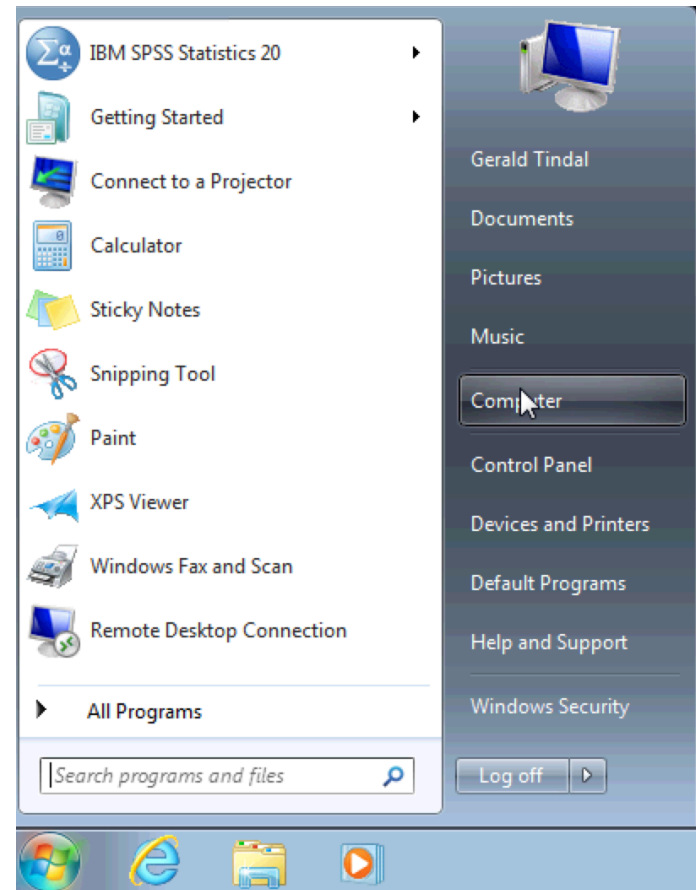 IBM SPSS Statistics 20
Getting Started
Connect to a Projector
Calculator
Sticky Notes
Snipping Tool
Paint
XPS Viewer
Windows Fax and Scan
Remote Desktop Connection
All Programs
Search programs and files
Gerald Tindal
Documents
Pictures
Music
Computer
Control Panel
Devices and Printers
Default Programs
Help and Support
Windows Security
Log off